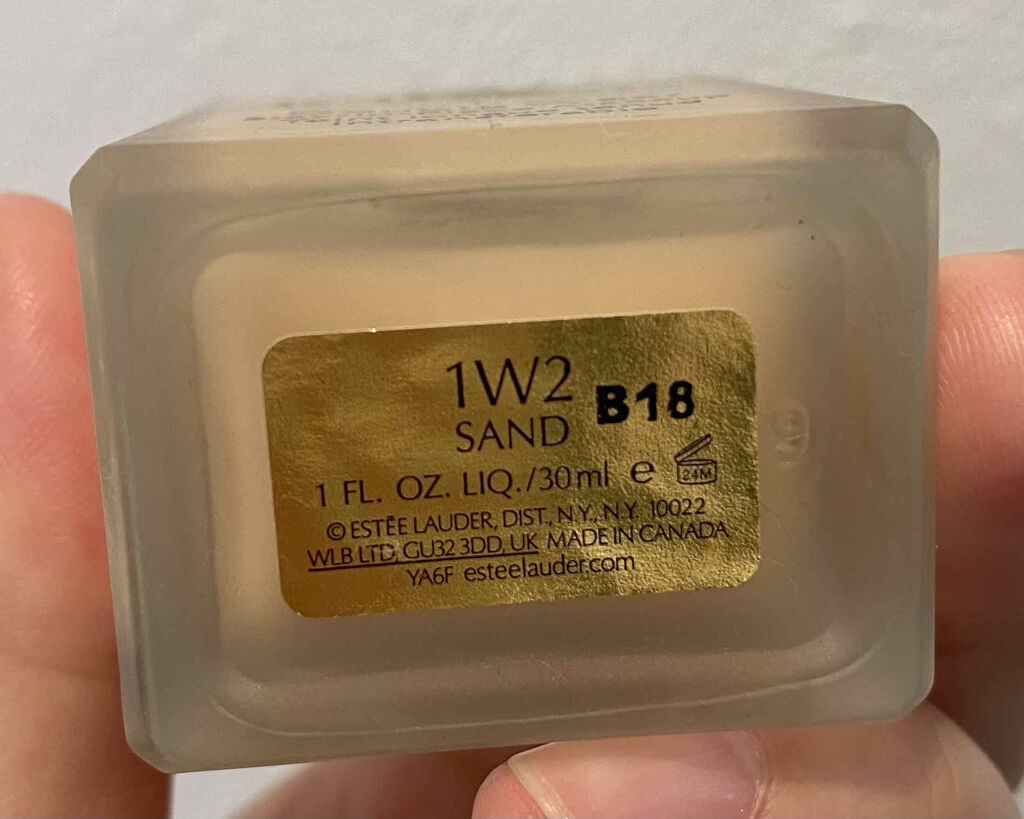 1W2 B18
SAND
1 FL. OZ. LIQ./30ml e 24M
© ESTĒE LAUDER, DIST., N.Y., N.Y. 10022
WLB LTD, GU32 3DD, UK MADE IN CANADA
YA6F esteelauder.com
9